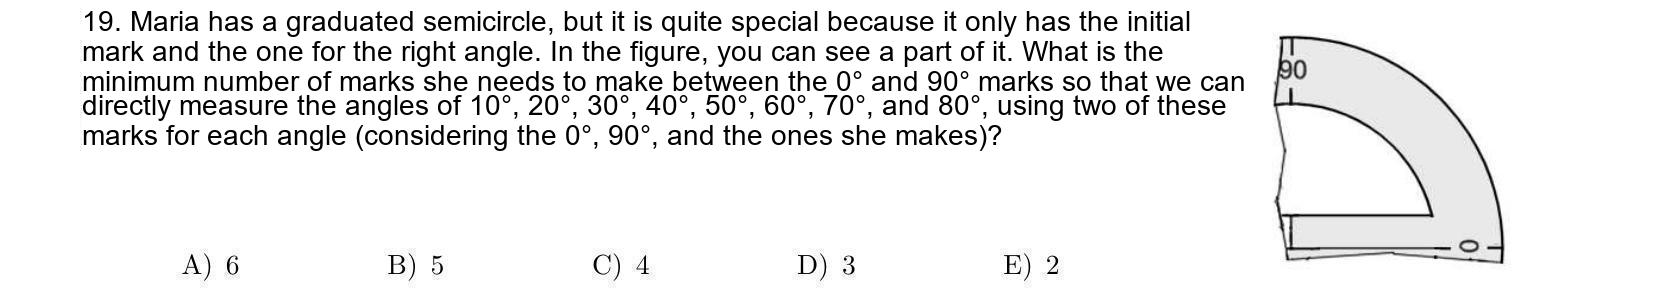 19. Maria has a graduated semicircle, but it is quite special because it only has the initial
mark and the one for the right angle. In the figure, you can see a part of it. What is the
minimum number of marks she needs to make between the 0° and 90° marks so that we can
directly measure the angles of 10°, 20°, 30°, 40°, 50°, 60°, 70°, and 80°, using two of these
marks for each angle (considering the 0°, 90°, and the ones she makes)?
90
0
A) 6 B) 5 C) 4 D) 3 E) 2